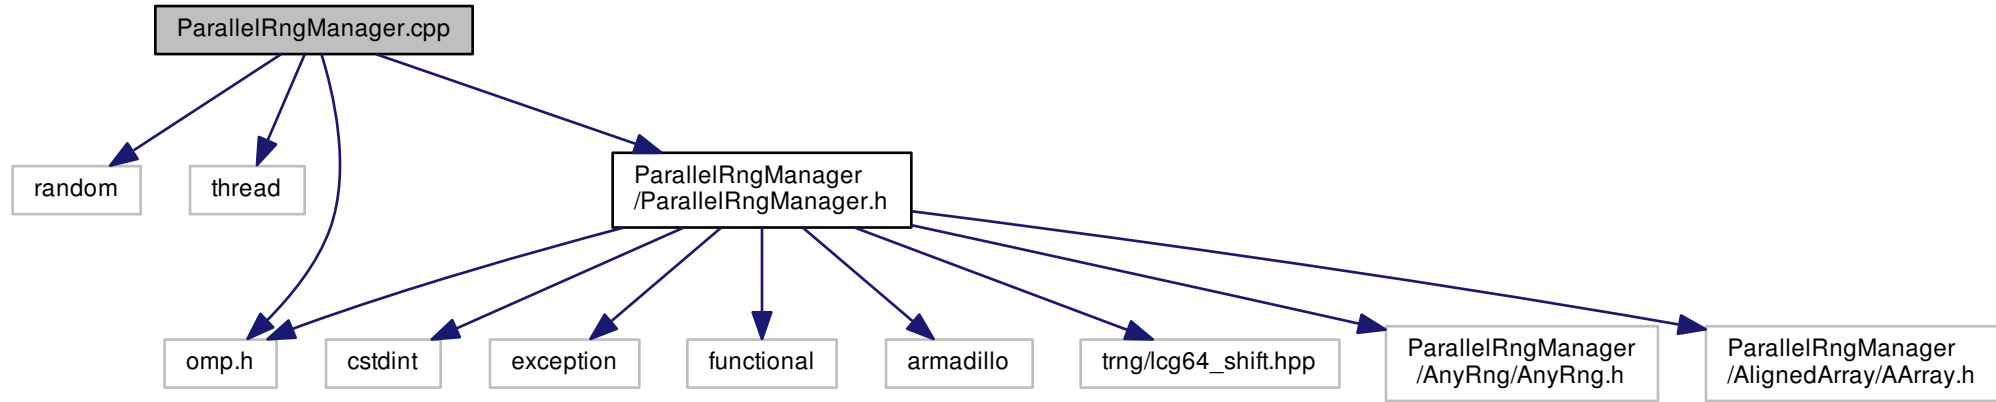 ParallelRngManager.cpp
random
thread
ParallelRngManager
/ParallelRngManager.h
omp.h
cstdint
exception
functional
armadillo
trng/lcg64_shift.hpp
ParallelRngManager
/AnyRng/AnyRng.h
ParallelRngManager
/AlignedArray/AArray.h